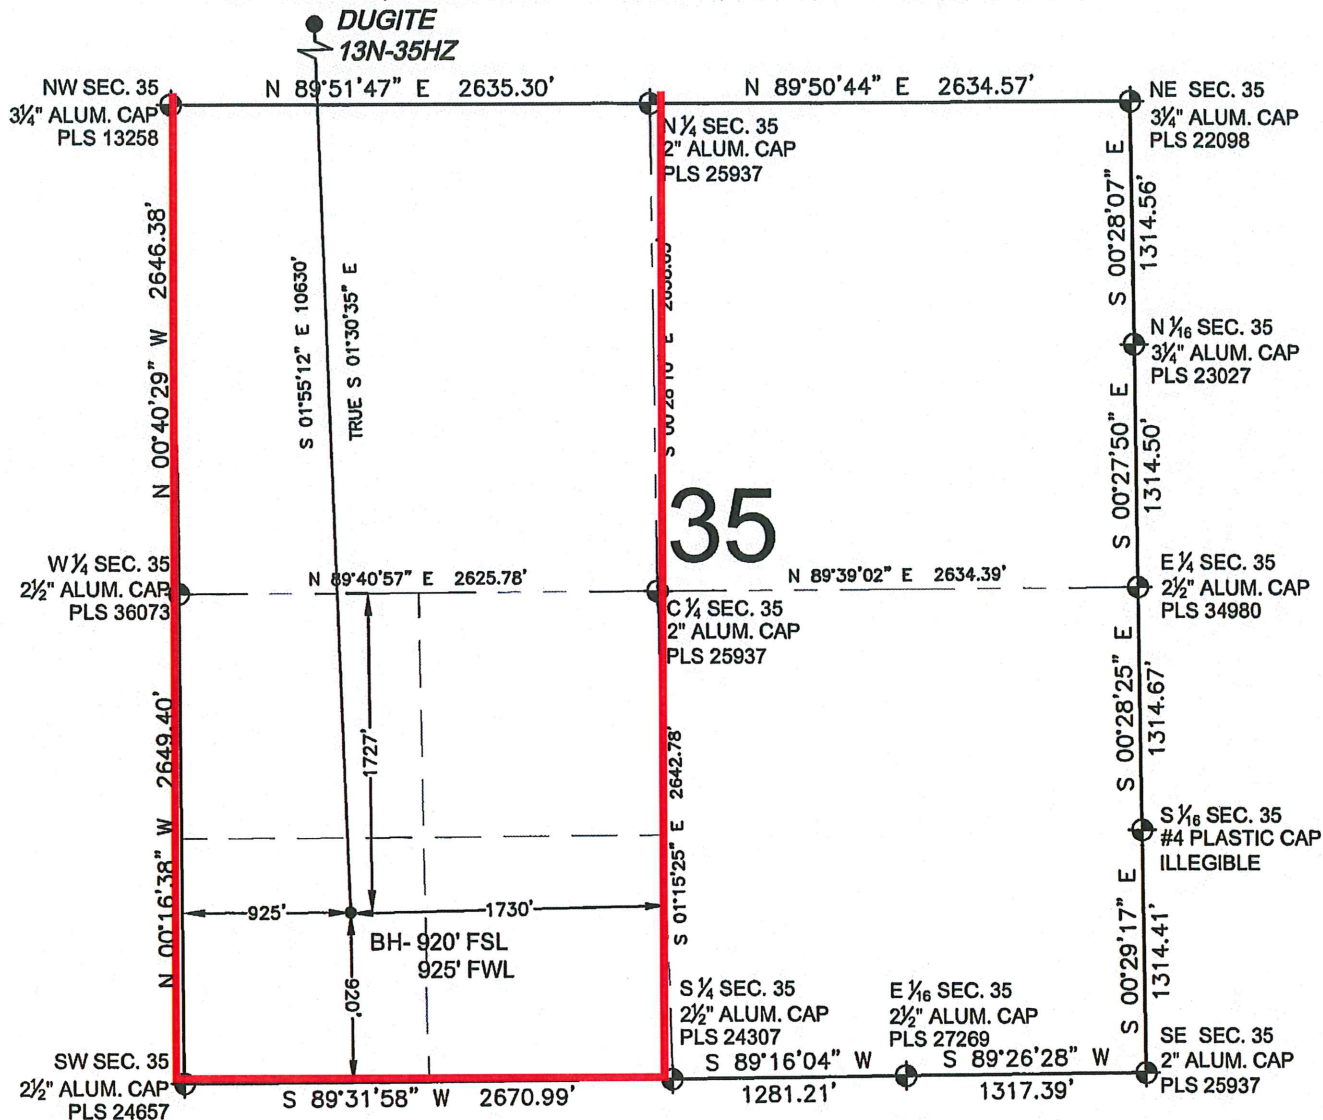 DUGITE
13N-35HZ
NW SEC. 35
3¼" ALUM. CAP
PLS 13258
N 89°51'47" E 2635.30'
N 89°50'44" E 2634.57'
NE SEC. 35
3¼" ALUM. CAP
PLS 22098
N ¼ SEC. 35
2" ALUM. CAP
PLS 25937
N 00°40'29" W 2646.38'
S 01°55'12" E 10630'
TRUE S 01°30'35" E
S 00°28'10" E
S 00°28'07" E
1314.56'
N 1⁄16 SEC. 35
3¼" ALUM. CAP
PLS 23027
S 00°27'50" E
1314.50'
35
W ¼ SEC. 35
2½" ALUM. CAP
PLS 36073
N 89°40'57" E 2625.78'
N 89°39'02" E 2634.39'
E ¼ SEC. 35
2½" ALUM. CAP
PLS 34980
C ¼ SEC. 35
2" ALUM. CAP
PLS 25937
N 00°16'38" W 2649.40'
1727'
S 01°15'25" E 2642.78'
S 00°28'25" E
1314.67'
S 1⁄16 SEC. 35
#4 PLASTIC CAP
ILLEGIBLE
925'
1730'
BH- 920' FSL
925' FWL
920'
S 00°29'17" E
1314.41'
S ¼ SEC. 35
2½" ALUM. CAP
PLS 24307
E 1⁄16 SEC. 35
2½" ALUM. CAP
PLS 27269
SW SEC. 35
2½" ALUM. CAP
PLS 24657
S 89°31'58" W 2670.99'
S 89°16'04" W
1281.21'
S 89°26'28" W
1317.39'
SE SEC. 35
2" ALUM. CAP
PLS 25937